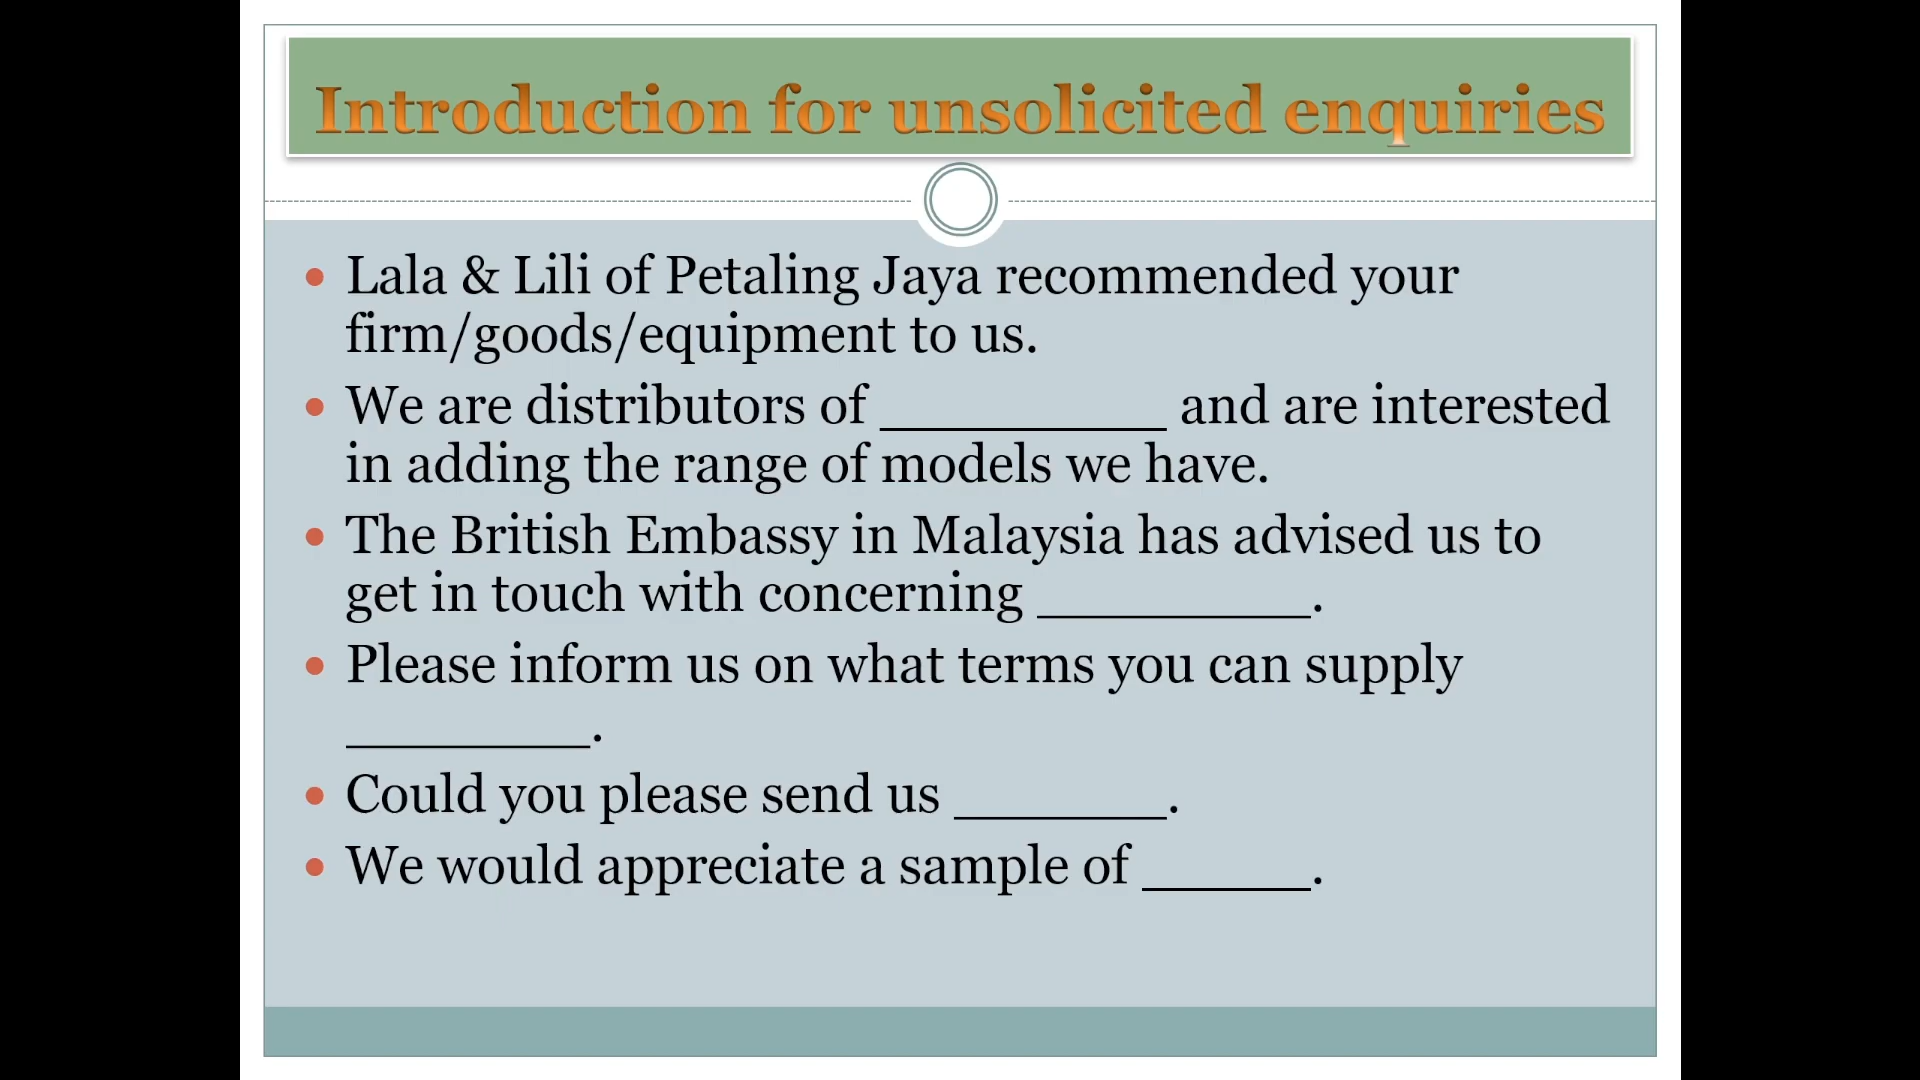 Introduction for unsolicited enquiries
• Lala & Lili of Petaling Jaya recommended your
firm/goods/equipment to us.
• We are distributors of ___________ and are interested
in adding the range of models we have.
• The British Embassy in Malaysia has advised us to
get in touch with concerning __________.
• Please inform us on what terms you can supply
_________.
• Could you please send us ________.
• We would appreciate a sample of ______.